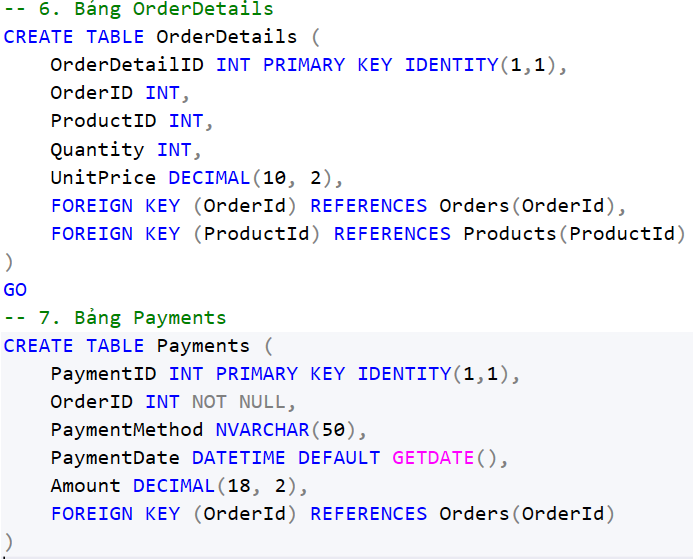 -- 6. Bảng OrderDetails
CREATE TABLE OrderDetails (
    OrderDetailID INT PRIMARY KEY IDENTITY(1,1),
    OrderID INT,
    ProductID INT,
    Quantity INT,
    UnitPrice DECIMAL(10, 2),
    FOREIGN KEY (OrderId) REFERENCES Orders(OrderId),
    FOREIGN KEY (ProductId) REFERENCES Products(ProductId)
)
GO
-- 7. Bảng Payments
CREATE TABLE Payments (
    PaymentID INT PRIMARY KEY IDENTITY(1,1),
    OrderID INT NOT NULL,
    PaymentMethod NVARCHAR(50),
    PaymentDate DATETIME DEFAULT GETDATE(),
    Amount DECIMAL(18, 2),
    FOREIGN KEY (OrderId) REFERENCES Orders(OrderId)
)